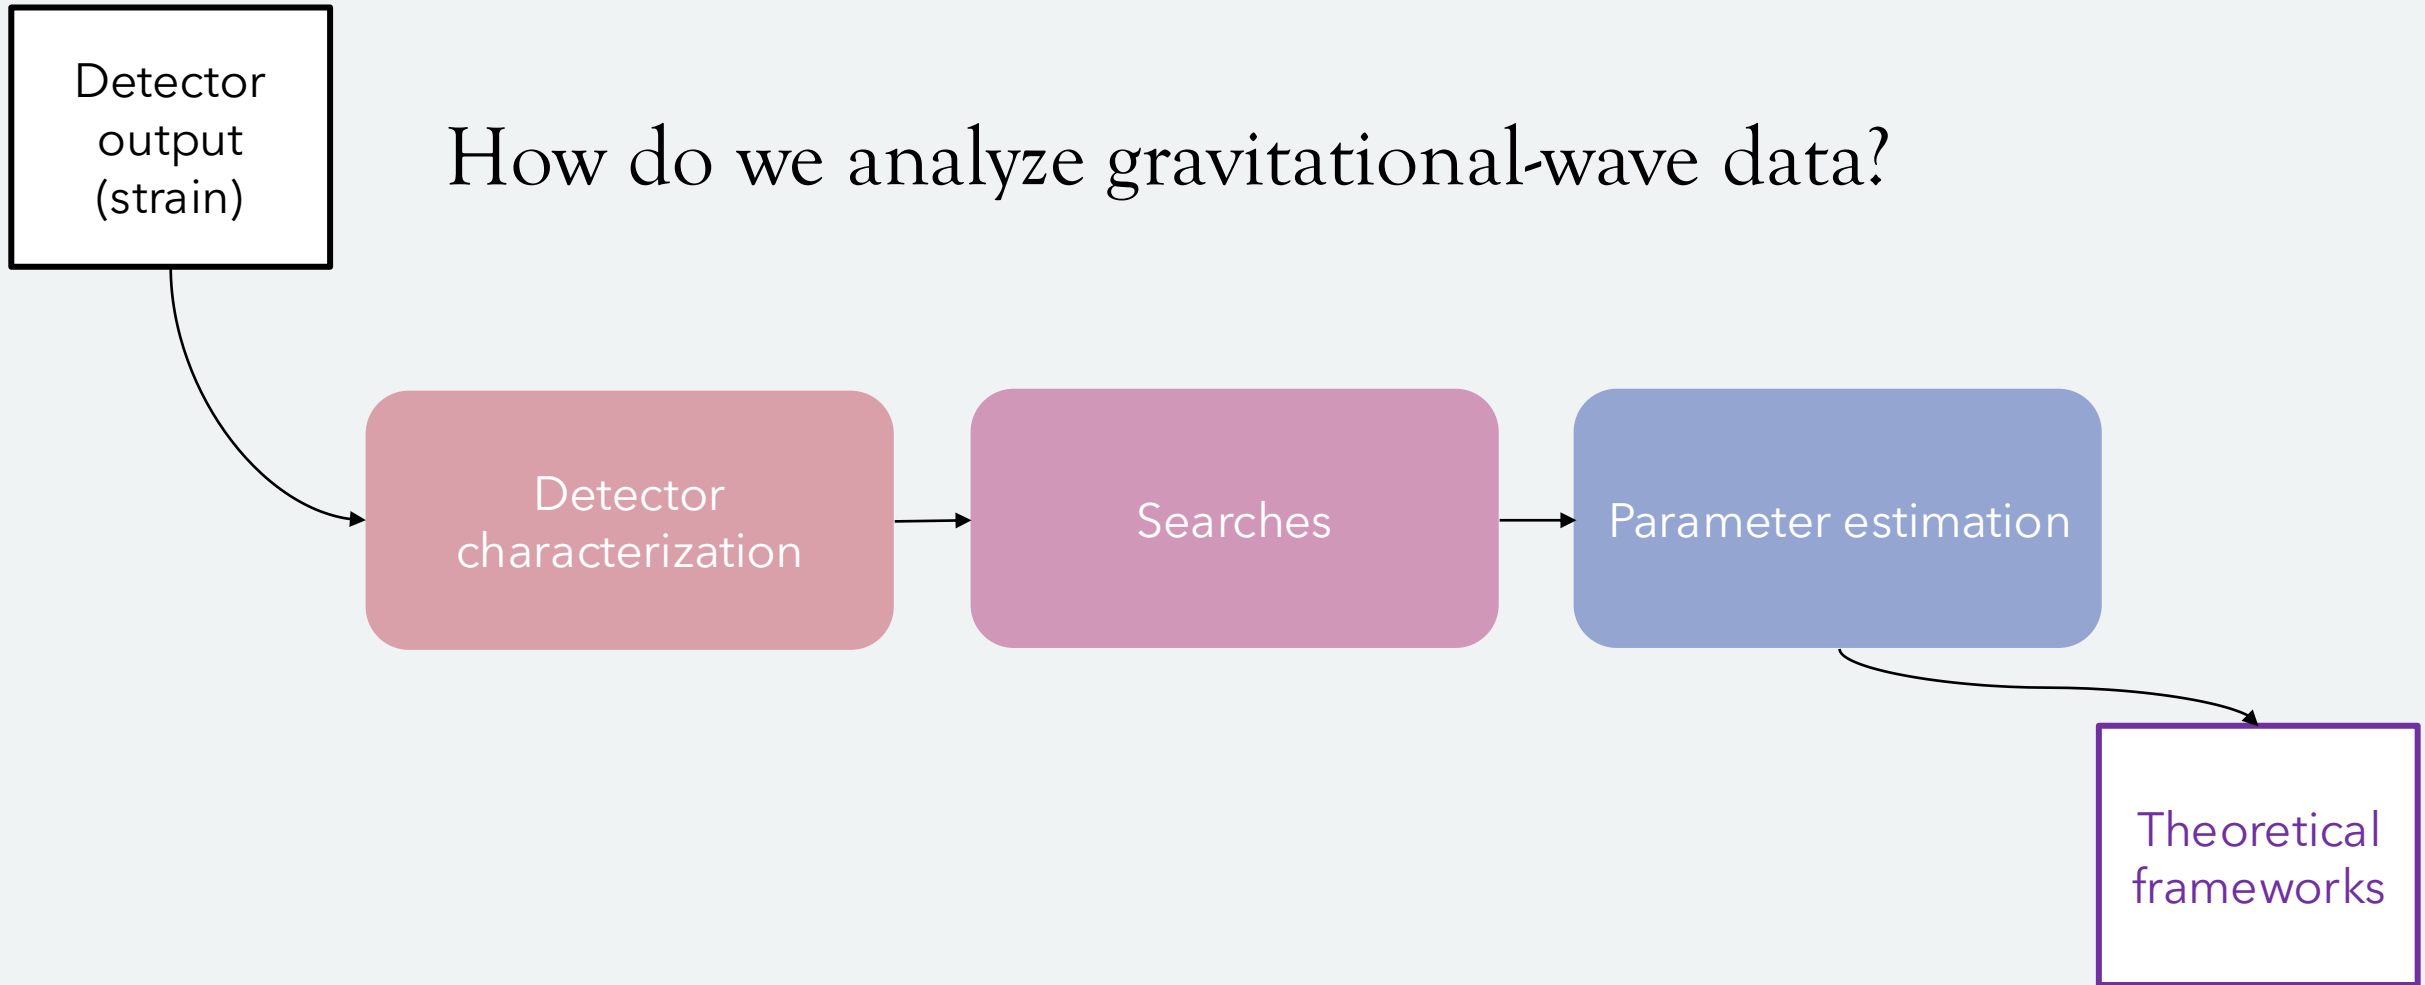 Detector
output
(strain)
How do we analyze gravitational-wave data?
Detector
characterization
Searches
Parameter estimation
Theoretical
frameworks